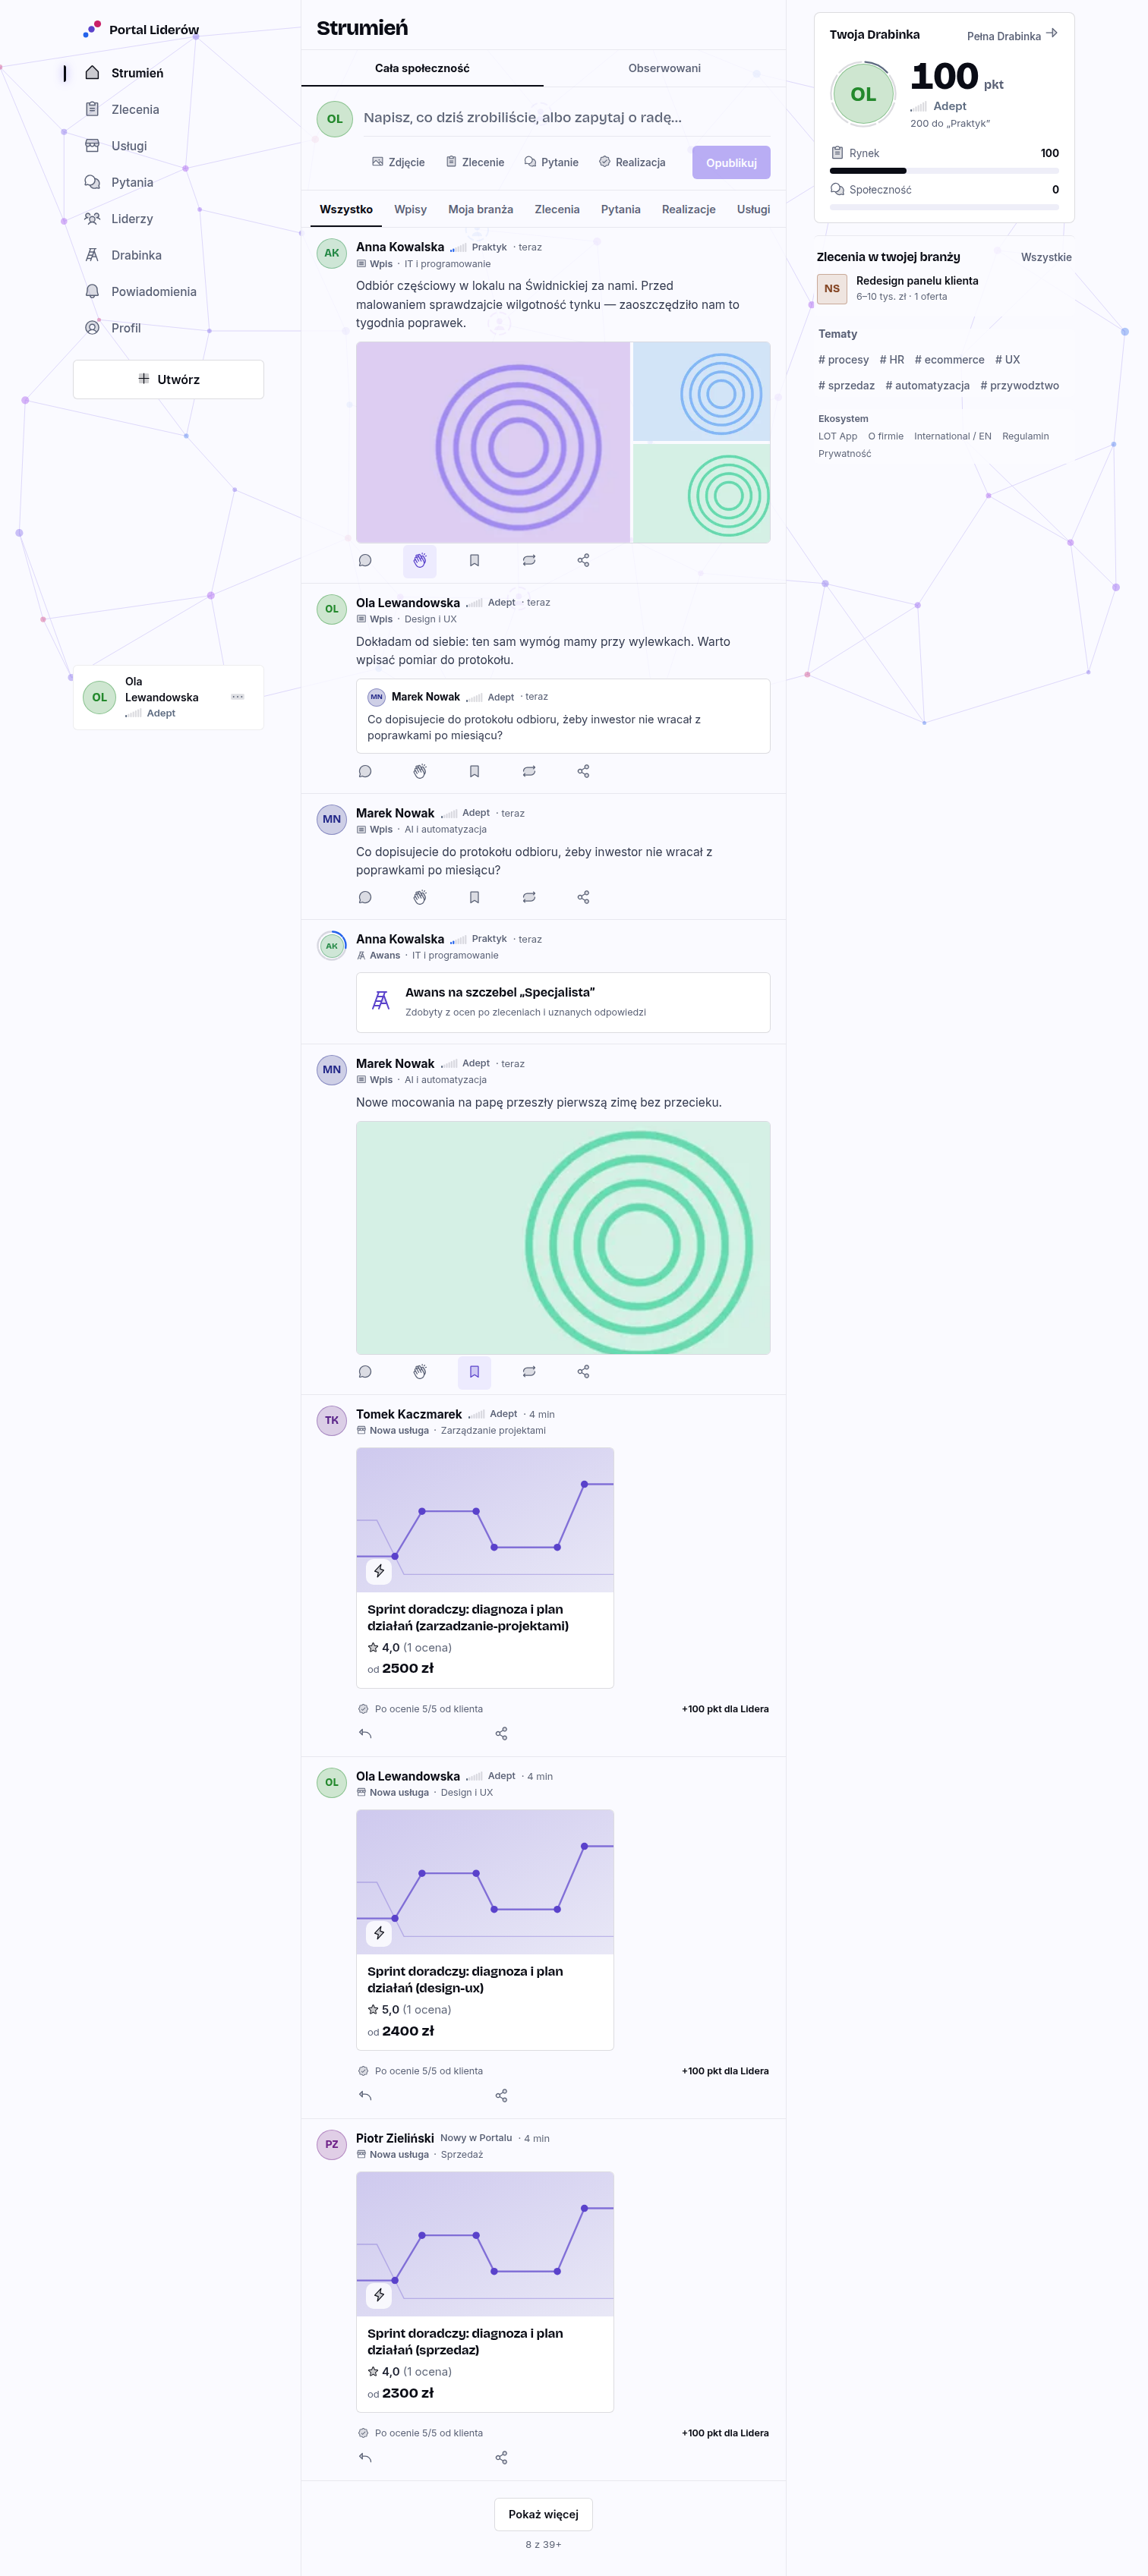 Portal Liderów
Strumień
Zlecenia
Usługi
Pytania
Liderzy
Drabinka
Powiadomienia
Profil
Utwórz
OL
Ola
Lewandowska
Adept
Strumień
Cała społeczność
Obserwowani
OL
Napisz, co dziś zrobiliście, albo zapytaj o radę...
Zdjęcie
Zlecenie
Pytanie
Realizacja
Opublikuj
Wszystko
Wpisy
Moja branża
Zlecenia
Pytania
Realizacje
Usługi
AK
Anna Kowalska Praktyk · teraz
Wpis · IT i programowanie
Odbiór częściowy w lokalu na Świdnickiej za nami. Przed
malowaniem sprawdzajcie wilgotność tynku — zaoszczędziło nam to
tygodnia poprawek.
OL
Ola Lewandowska Adept · teraz
Wpis · Design i UX
Dokładam od siebie: ten sam wymóg mamy przy wylewkach. Warto
wpisać pomiar do protokołu.
MN Marek Nowak Adept · teraz
Co dopisujecie do protokołu odbioru, żeby inwestor nie wracał z
poprawkami po miesiącu?
MN
Marek Nowak Adept · teraz
Wpis · AI i automatyzacja
Co dopisujecie do protokołu odbioru, żeby inwestor nie wracał z
poprawkami po miesiącu?
AK
Anna Kowalska Praktyk · teraz
Awans · IT i programowanie
Awans na szczebel „Specjalista”
Zdobyty z ocen po zleceniach i uznanych odpowiedzi
MN
Marek Nowak Adept · teraz
Wpis · AI i automatyzacja
Nowe mocowania na papę przeszły pierwszą zimę bez przecieku.
TK
Tomek Kaczmarek Adept · 4 min
Nowa usługa · Zarządzanie projektami
Sprint doradczy: diagnoza i plan
działań (zarzadzanie-projektami)
4,0 (1 ocena)
od 2500 zł
Po ocenie 5/5 od klienta
+100 pkt dla Lidera
OL
Ola Lewandowska Adept · 4 min
Nowa usługa · Design i UX
Sprint doradczy: diagnoza i plan
działań (design-ux)
5,0 (1 ocena)
od 2400 zł
Po ocenie 5/5 od klienta
+100 pkt dla Lidera
PZ
Piotr Zieliński Nowy w Portalu · 4 min
Nowa usługa · Sprzedaż
Sprint doradczy: diagnoza i plan
działań (sprzedaz)
4,0 (1 ocena)
od 2300 zł
Po ocenie 5/5 od klienta
+100 pkt dla Lidera
Pokaż więcej
8 z 39+
Twoja Drabinka
Pełna Drabinka
OL
100 pkt
Adept
200 do „Praktyk”
Rynek 100
Społeczność 0
Zlecenia w twojej branży
Wszystkie
NS
Redesign panelu klienta
6–10 tys. zł · 1 oferta
Tematy
# procesy # HR # ecommerce # UX
# sprzedaz # automatyzacja # przywodztwo
Ekosystem
LOT App O firmie International / EN Regulamin
Prywatność